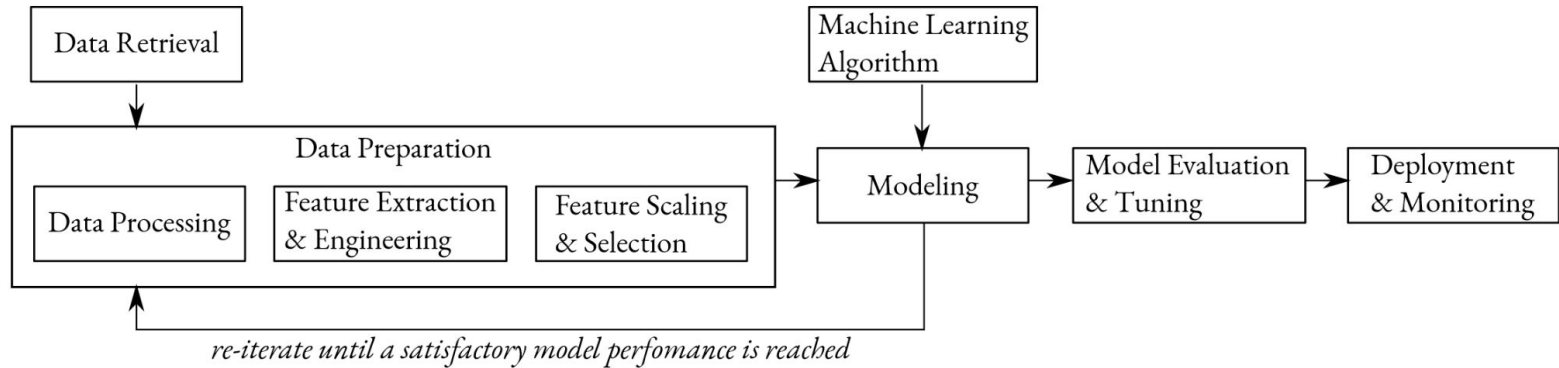 Data Retrieval
Machine Learning
Algorithm
Data Preparation
Data Processing
Feature Extraction
& Engineering
Feature Scaling
& Selection
Modeling
Model Evaluation
& Tuning
Deployment
& Monitoring
re-iterate until a satisfactory model perfomance is reached